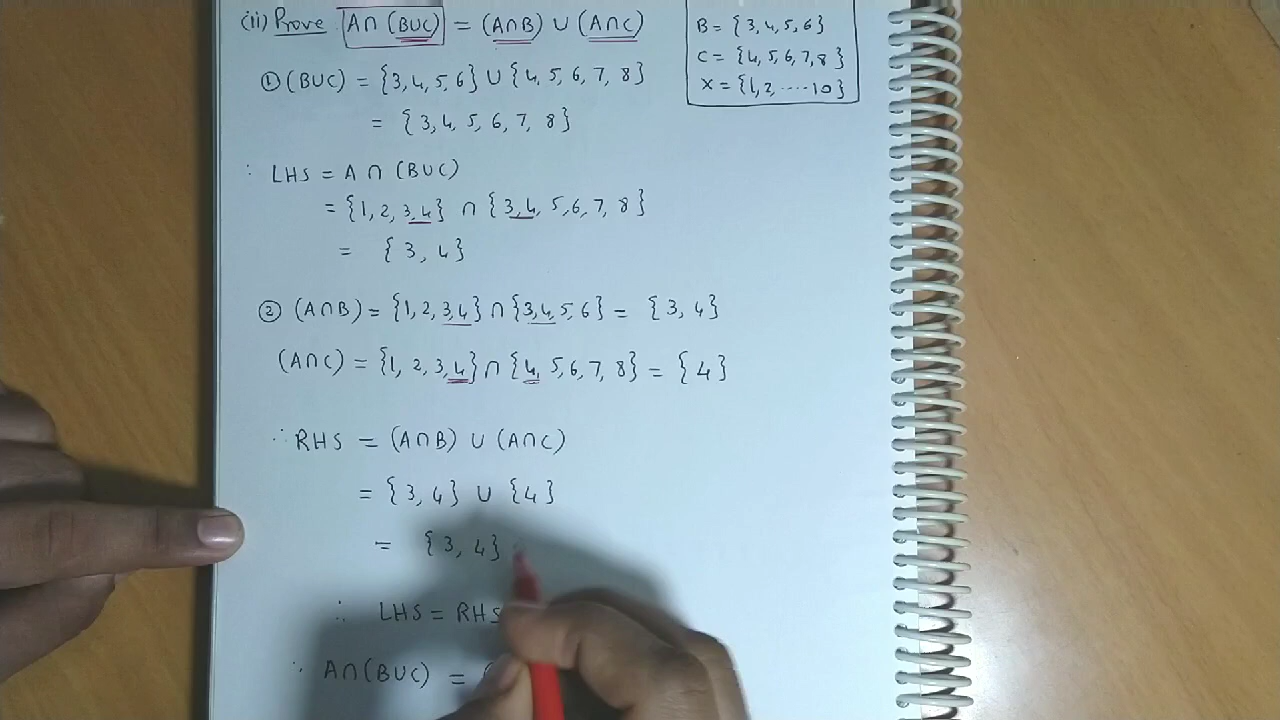 (ii) Prove A∩(B∪C) = (A∩B) ∪ (A∩C)
B = {3,4,5,6}
C = {4,5,6,7,8}
X = {1,2, ····· 10}
① (B∪C) = {3,4,5,6} ∪ {4,5,6,7,8}
= {3,4,5,6,7,8}
∴ LHS = A ∩ (B∪C)
= {1,2,3,4} ∩ {3,4,5,6,7,8}
= {3,4}
② (A∩B) = {1,2,3,4} ∩ {3,4,5,6} = {3,4}
(A∩C) = {1,2,3,4} ∩ {4,5,6,7,8} = {4}
∴ RHS = (A∩B) ∪ (A∩C)
= {3,4} ∪ {4}
= {3,4}
∴ LHS = RHS
∴ A∩(B∪C) = (